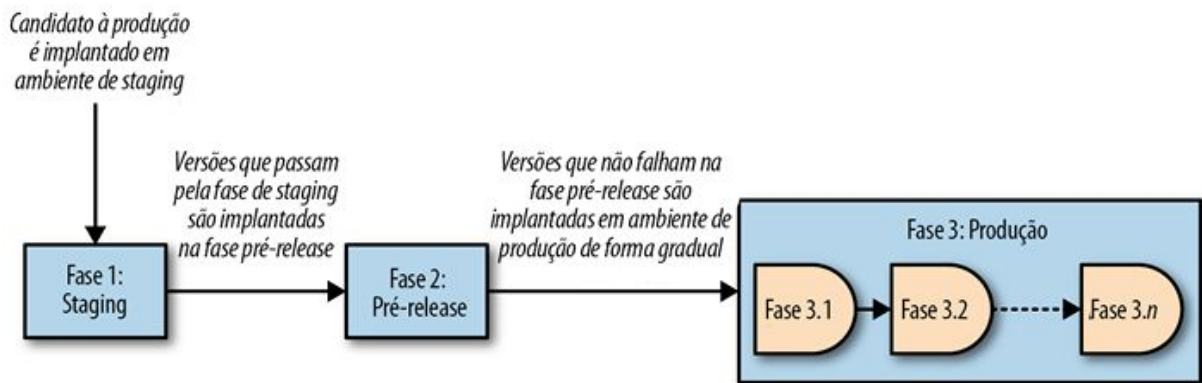 Candidato à produção
é implantado em
ambiente de staging
Versões que passam
pela fase de staging
são implantadas
na fase pré-release
Versões que não falham na
fase pré-release são
implantadas em ambiente de
produção de forma gradual
Fase 1:
Staging
Fase 2:
Pré-release
Fase 3: Produção
Fase 3.1
Fase 3.2
Fase 3.n